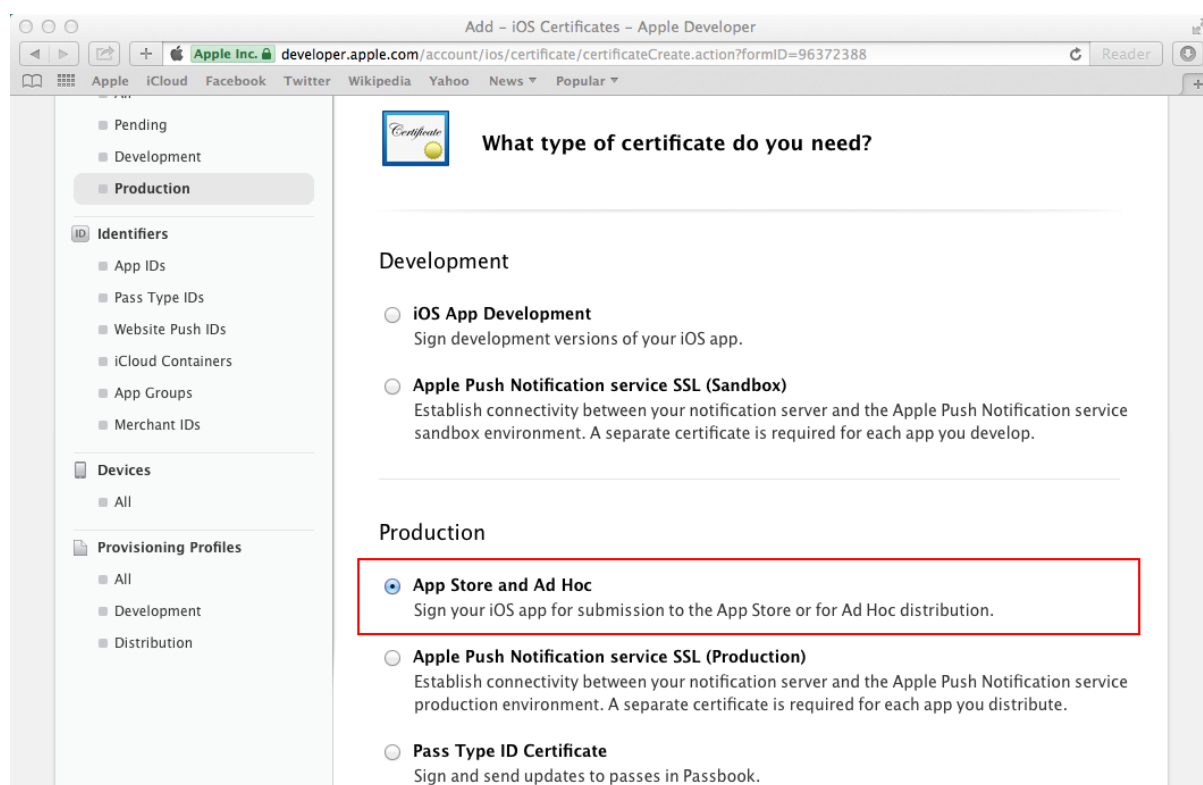 Add – iOS Certificates – Apple Developer
Apple Inc. developer.apple.com/account/ios/certificate/certificateCreate.action?formID=96372388 Reader
Apple iCloud Facebook Twitter Wikipedia Yahoo News Popular
Pending
Development
Production
ID Identifiers
App IDs
Pass Type IDs
Website Push IDs
iCloud Containers
App Groups
Merchant IDs
Devices
All
Provisioning Profiles
All
Development
Distribution
Certificate
What type of certificate do you need?
Development
iOS App Development
Sign development versions of your iOS app.
Apple Push Notification service SSL (Sandbox)
Establish connectivity between your notification server and the Apple Push Notification service
sandbox environment. A separate certificate is required for each app you develop.
Production
App Store and Ad Hoc
Sign your iOS app for submission to the App Store or for Ad Hoc distribution.
Apple Push Notification service SSL (Production)
Establish connectivity between your notification server and the Apple Push Notification service
production environment. A separate certificate is required for each app you distribute.
Pass Type ID Certificate
Sign and send updates to passes in Passbook.